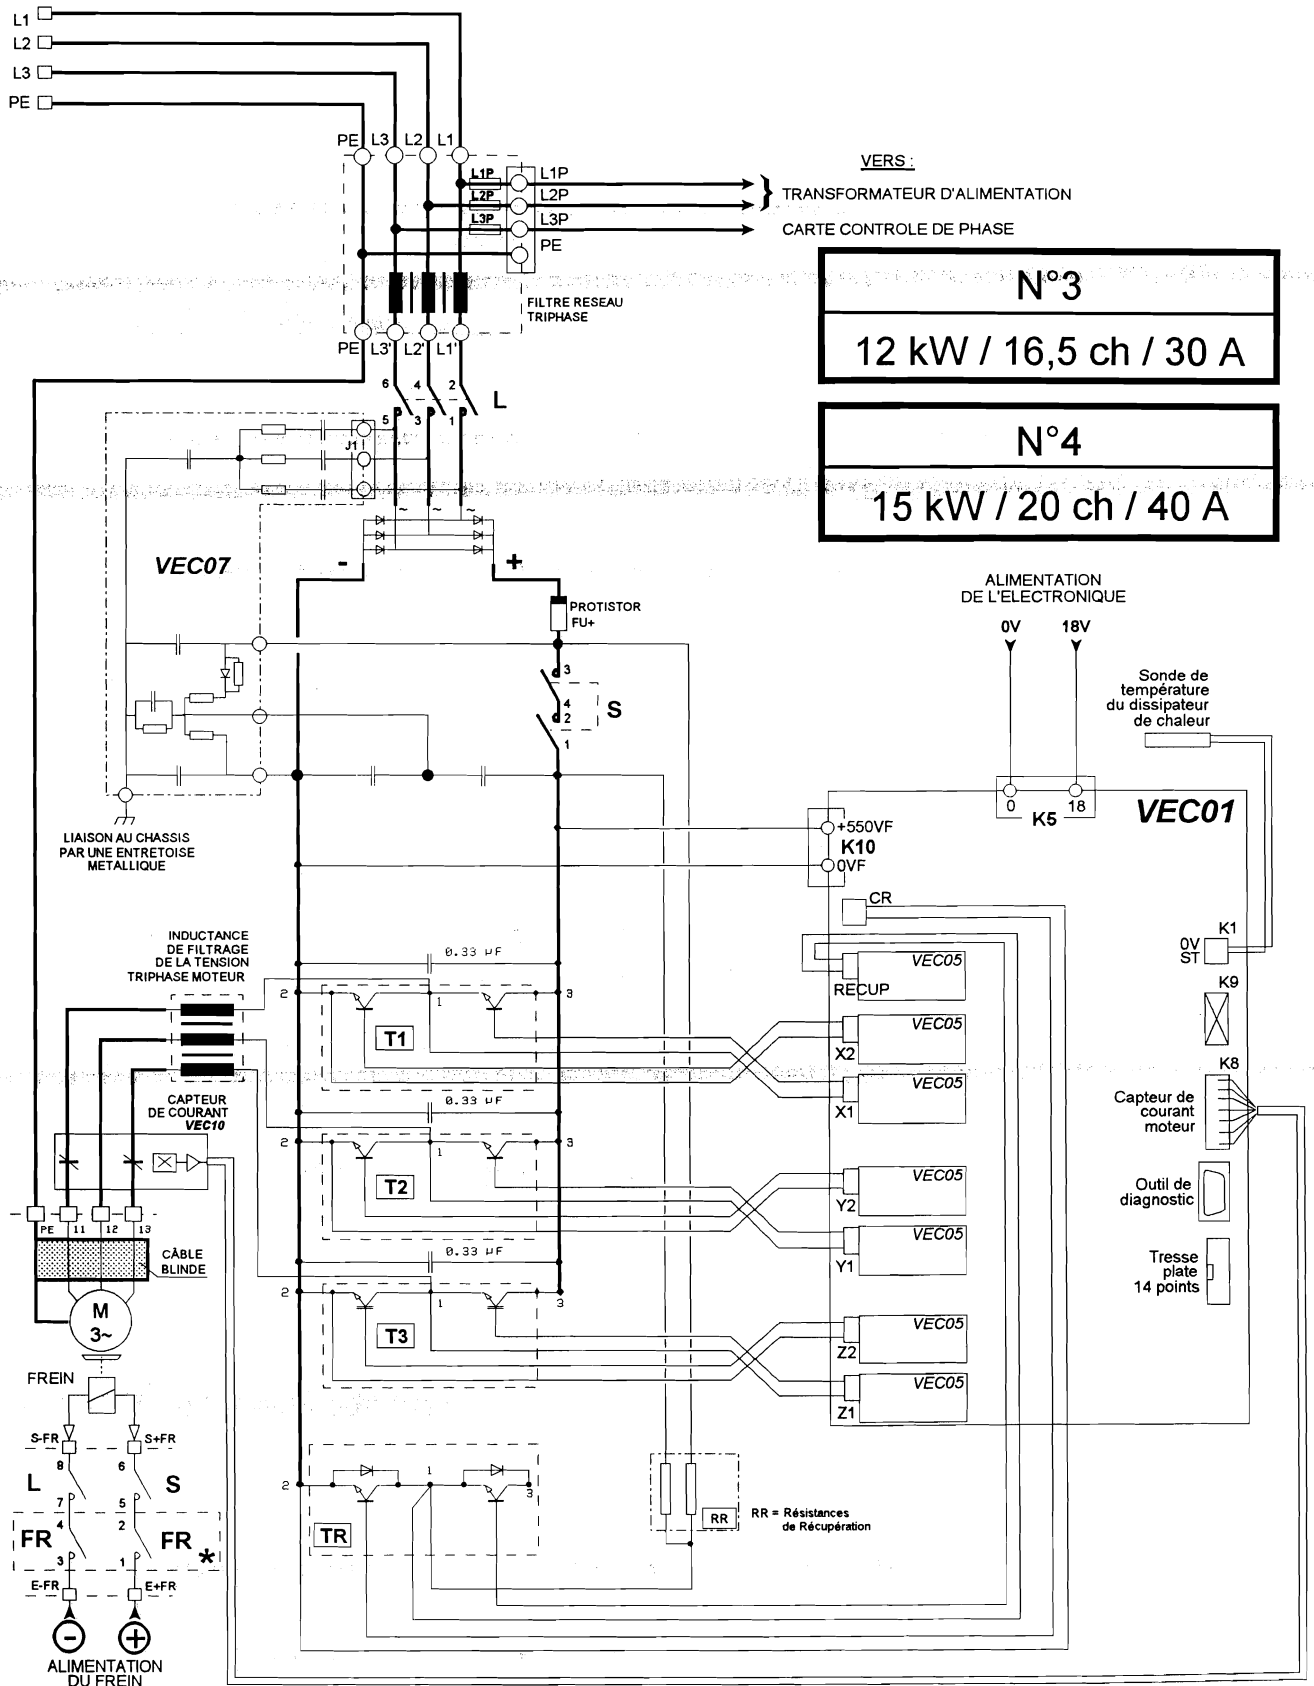 L1
L2
L3
PE
PE L3 L2 L1
L1P
L2P
L3P
L1P
L2P
L3P
PE
VERS :
TRANSFORMATEUR D'ALIMENTATION
CARTE CONTROLE DE PHASE
FILTRE RESEAU
TRIPHASE
PE L3' L2' L1'
N°3
12 kW / 16,5 ch / 30 A
N°4
15 kW / 20 ch / 40 A
6 4 2
L
5 3 1
J1
~ ~ ~
VEC07
- +
PROTISTOR
FU+
3
4
2
1
S
LIAISON AU CHASSIS
PAR UNE ENTRETOISE
METALLIQUE
ALIMENTATION
DE L'ELECTRONIQUE
0V 18V
0 18
K5
VEC01
Sonde de
température
du dissipateur
de chaleur
+550VF
K10
0VF
CR
K1
0V
ST
K9
K8
Capteur de
courant
moteur
Outil de
diagnostic
Tresse
plate
14 points
VEC05
RECUP
VEC05
X2
VEC05
X1
VEC05
Y2
VEC05
Y1
VEC05
Z2
VEC05
Z1
INDUCTANCE
DE FILTRAGE
DE LA TENSION
TRIPHASE MOTEUR
0.33 µF
2 1 3
T1
CAPTEUR
DE COURANT
VEC10
0.33 µF
2 1 3
T2
0.33 µF
2 1 3
T3
PE 11 12 13
CÂBLE
BLINDE
M
3~
FREIN
S-FR S+FR
8 6
L S
7 5
4 2
FR FR *
3 1
E-FR E+FR
- +
ALIMENTATION
DU FREIN
2 1 3
TR
RR
RR = Résistances
de Récupération